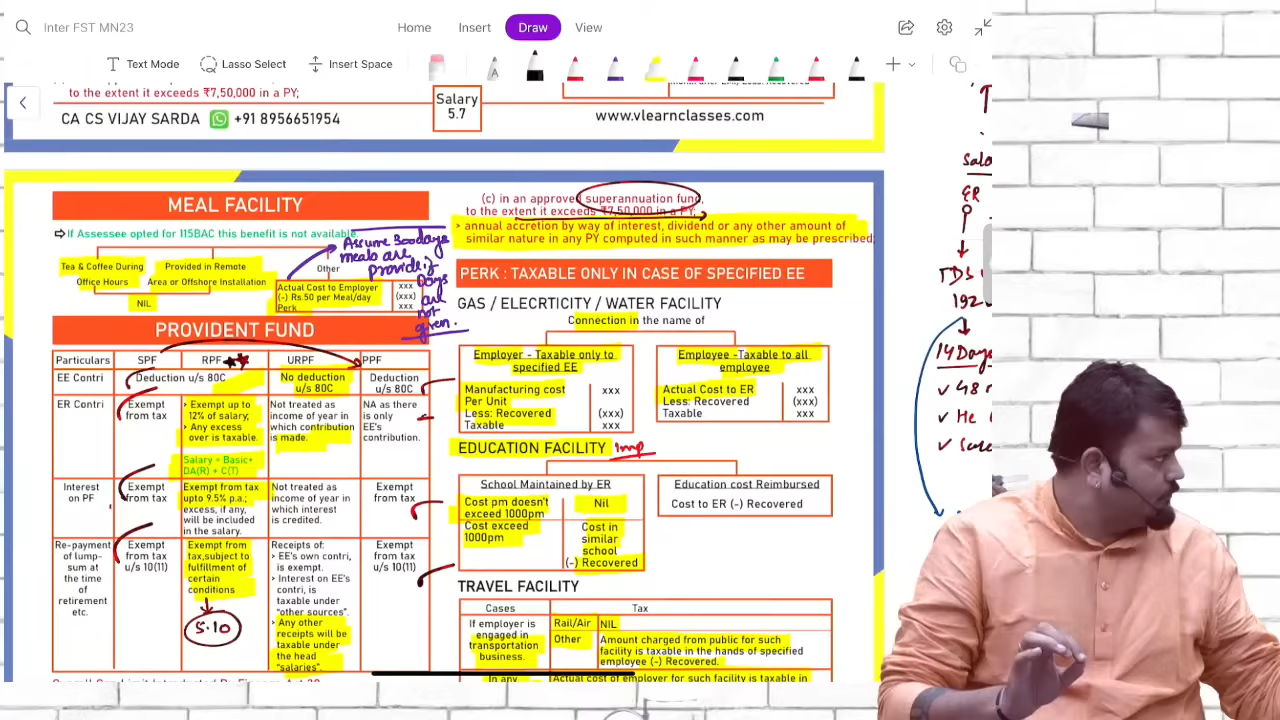 Inter FST MN23
Home Insert Draw View
Text Mode Lasso Select Insert Space
to the extent it exceeds ₹7,50,000 in a PY;
CA CS VIJAY SARDA +91 8956651954
Salary
5.7
www.vlearnclasses.com
MEAL FACILITY
⇨If Assessee opted for 115BAC this benefit is not available.
Tea & Coffee During
Office Hours
Provided in Remote
Area or Offshore Installation
NIL
Other
Actual Cost to Employer xxx
(-) Rs.50 per Meal/day (xxx)
Perk xxx
Assume 300days
meals are
provide if
Days
are
not
given.
PROVIDENT FUND
Particulars SPF RPF URPF PPF
EE Contri
Deduction u/s 80C
No deduction
u/s 80C
Deduction
u/s 80C
ER Contri
Exempt
from tax
› Exempt up to
12% of salary;
› Any excess
over is taxable.
Salary = Basic+
DA(R) + C(T)
Not treated as
income of year in
which contribution
is made.
NA as there
is only
EE's
contribution.
Interest
on PF
Exempt
from tax
Exempt from tax
upto 9.5% p.a.;
excess, if any,
will be included
in the salary.
Not treated as
income of year in
which interest
is credited.
Exempt
from tax
Re-payment
of lump-
sum at the
time of
retirement
etc.
Exempt
from tax
u/s 10(11)
Exempt from
tax,subject to
fulfillment of
certain
conditions
5.10
Receipts of:
› EE's own contri,
is exempt.
› Interest on EE's
contri, is
taxable under
"other sources".
› Any other
receipts will be
taxable under
the head
"salaries".
Exempt
from tax
u/s 10(11)
(c) in an approved superannuation fund,
to the extent it exceeds ₹7,50,000 in a PY;
› annual accretion by way of interest, dividend or any other amount of
similar nature in any PY computed in such manner as may be prescribed;
PERK : TAXABLE ONLY IN CASE OF SPECIFIED EE
GAS / ELECRTICITY / WATER FACILITY
Connection in the name of
Employer - Taxable only to
specified EE
Manufacturing cost xxx
Per Unit
Less: Recovered (xxx)
Taxable xxx
Employee -Taxable to all
employee
Actual Cost to ER xxx
Less: Recovered (xxx)
Taxable xxx
EDUCATION FACILITY Imp
School Maintained by ER
Cost pm doesn't
exceed 1000pm
Nil
Cost exceed
1000pm
Cost in
similar
school
(-) Recovered
Education cost Reimbursed
Cost to ER (-) Recovered
TRAVEL FACILITY
Cases Tax
If employer is
engaged in
transportation
business.
Rail/Air NIL
Other
Amount charged from public for such
facility is taxable in the hands of specified
employee (-) Recovered.
In any
Actual cost of employer for such facility is taxable in
ER
TDS
192
14 Days
✓ 48
✓ He